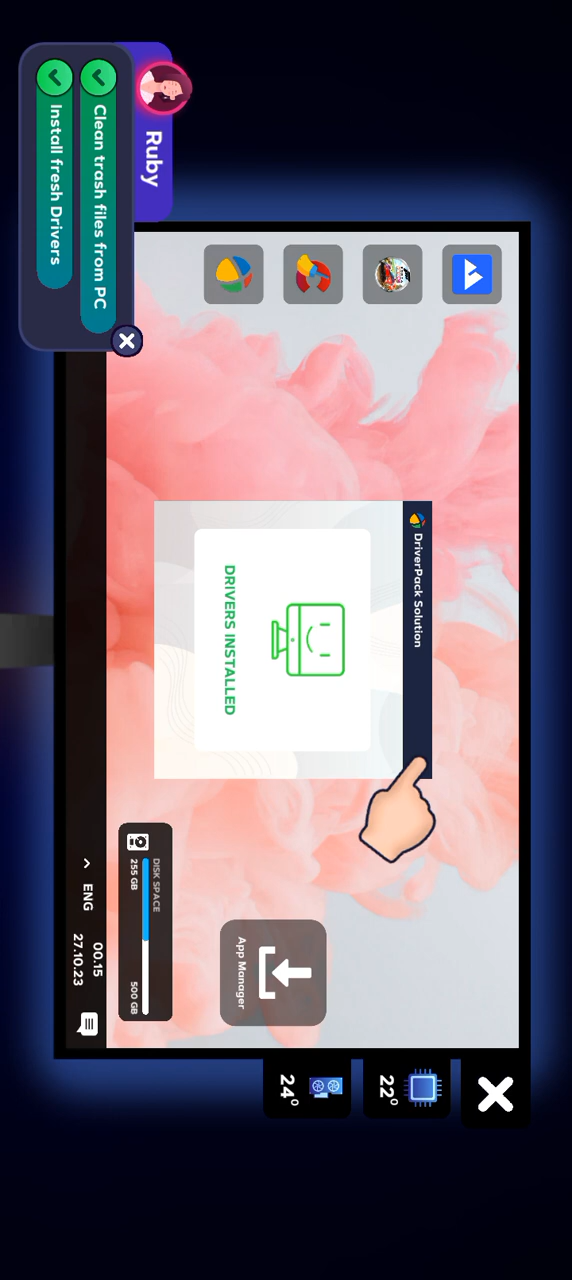 Ruby
Clean trash files from PC
Install fresh Drivers
DriverPack Solution
DRIVERS INSTALLED
App Manager
DISK SPACE
255 GB
500 GB
ENG
00.15
27.10.23
22°
24°